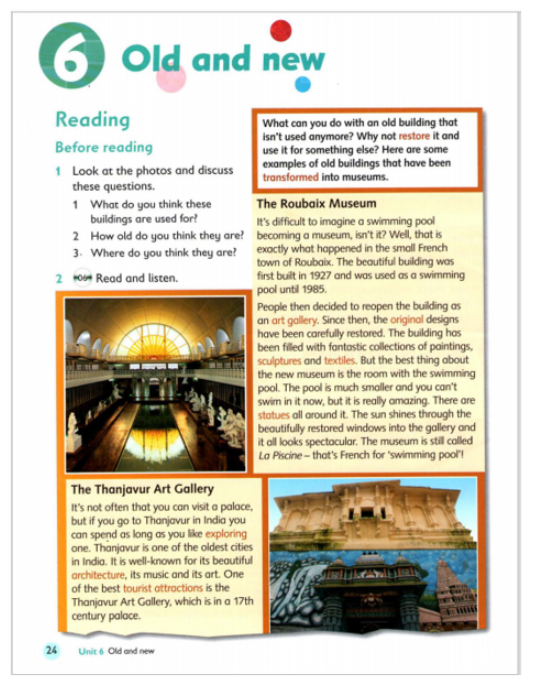 6 Old and new
Reading
Before reading
1 Look at the photos and discuss
these questions.
1 What do you think these
buildings are used for?
2 How old do you think they are?
3 Where do you think they are?
2 Read and listen.
What can you do with an old building that
isn't used anymore? Why not restore it and
use it for something else? Here are some
examples of old buildings that have been
transformed into museums.
The Roubaix Museum
It's difficult to imagine a swimming pool
becoming a museum, isn't it? Well, that is
exactly what happened in the small French
town of Roubaix. The beautiful building was
first built in 1927 and was used as a swimming
pool until 1985.
People then decided to reopen the building as
an art gallery. Since then, the original designs
have been carefully restored. The building has
been filled with fantastic collections of paintings,
sculptures and textiles. But the best thing about
the new museum is the room with the swimming
pool. The pool is much smaller and you can't
swim in it now, but it is really amazing. There are
statues all around it. The sun shines through the
beautifully restored windows into the gallery and
it all looks spectacular. The museum is still called
La Piscine – that's French for 'swimming pool'!
The Thanjavur Art Gallery
It's not often that you can visit a palace,
but if you go to Thanjavur in India you
can spend as long as you like exploring
one. Thanjavur is one of the oldest cities
in India. It is well-known for its beautiful
architecture, its music and its art. One
of the best tourist attractions is the
Thanjavur Art Gallery, which is in a 17th
century palace.
24 Unit 6 Old and new